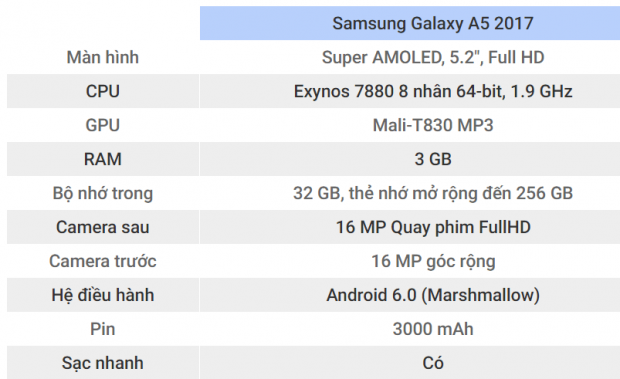 Samsung Galaxy A5 2017
Màn hình Super AMOLED, 5.2", Full HD
CPU Exynos 7880 8 nhân 64-bit, 1.9 GHz
GPU Mali-T830 MP3
RAM 3 GB
Bộ nhớ trong 32 GB, thẻ nhớ mở rộng đến 256 GB
Camera sau 16 MP Quay phim FullHD
Camera trước 16 MP góc rộng
Hệ điều hành Android 6.0 (Marshmallow)
Pin 3000 mAh
Sạc nhanh Có